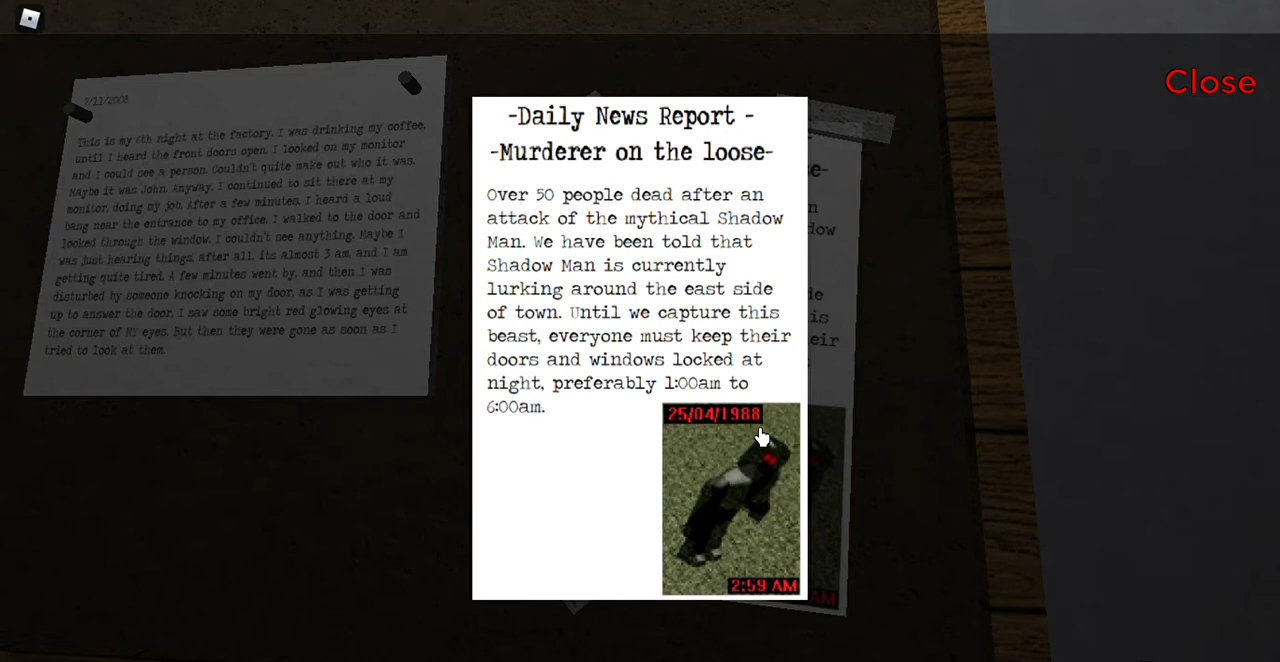 Close
7/11/2008
This is my 6th night at the factory. I was drinking my coffee,
until I heard the front doors open. I looked on my monitor
and I could see a person. Couldn't quite make out who it was.
Maybe it was John. Anyway, I continued to sit there at my
monitor, doing my job. After a few minutes, I heard a loud
bang near the entrance to my office. I walked to the door and
looked through the window. I couldn't see anything. Maybe I
was just hearing things, after all, its almost 3 am, and I am
getting quite tired. A few minutes went by, and then I was
disturbed by someone knocking on my door, as I was getting
up to answer the door, I saw some bright red glowing eyes at
the corner of MY eyes. But then they were gone as soon as I
tried to look at them.
-Daily News Report -
-Murderer on the loose-
Over 50 people dead after an
attack of the mythical Shadow
Man. We have been told that
Shadow Man is currently
lurking around the east side
of town. Until we capture this
beast, everyone must keep their
doors and windows locked at
night, preferably 1:00am to
6:00am.
25/04/1988
2:59 AM